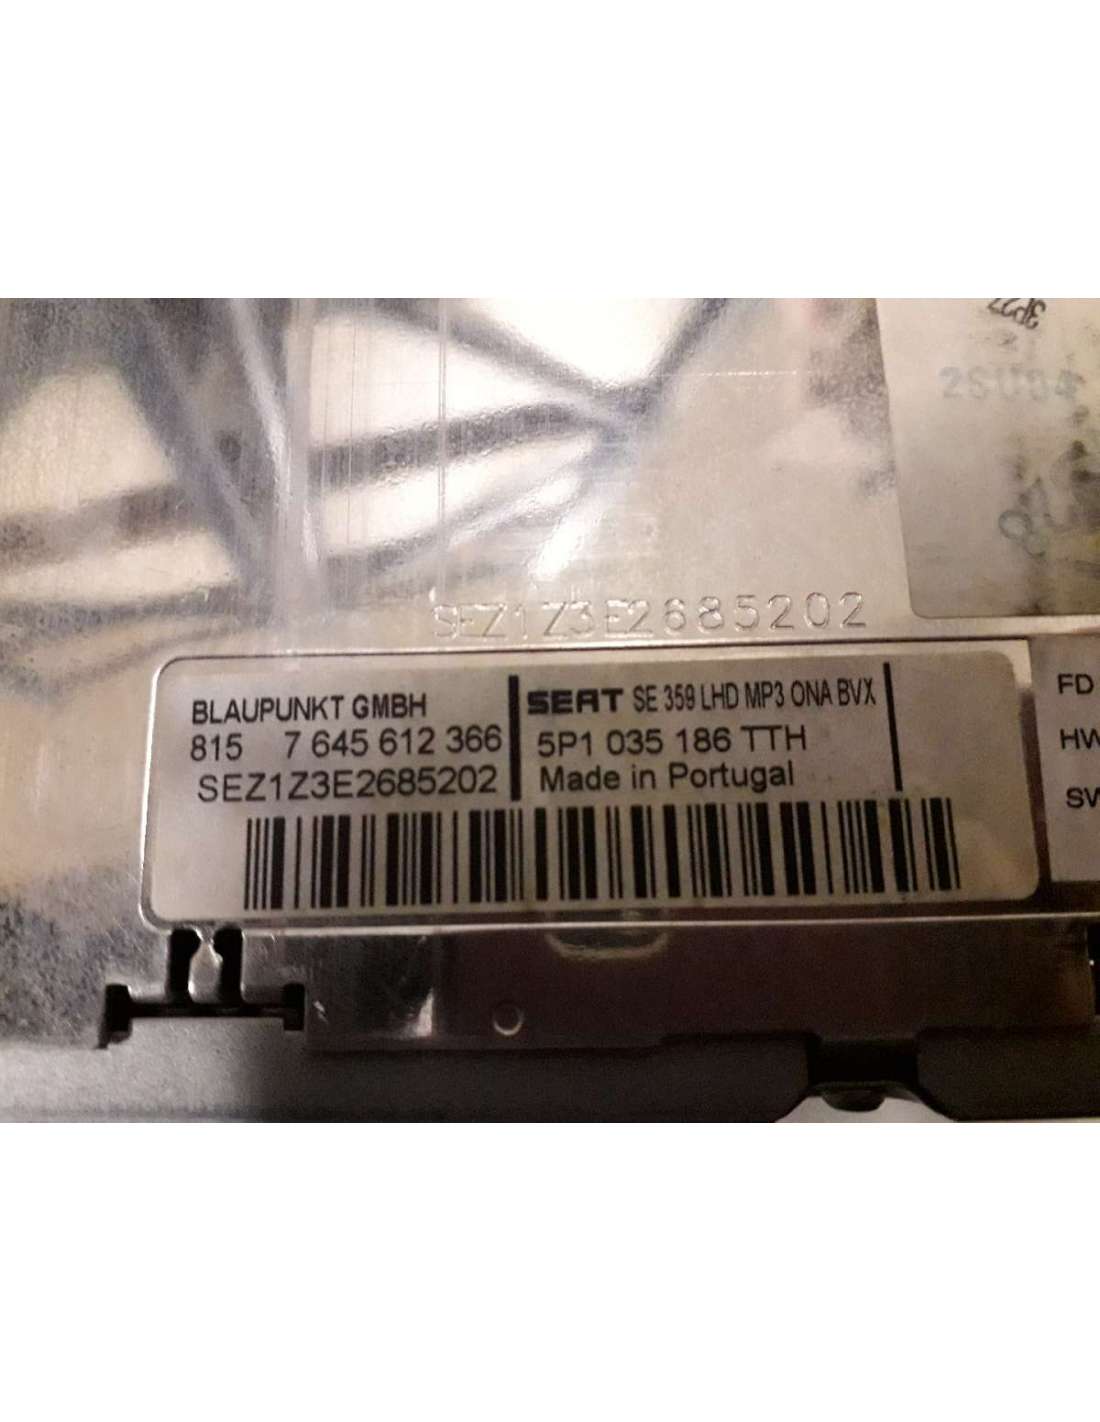 2SU04
SEZ1Z3E2685202
BLAUPUNKT GMBH
815 7 645 612 366
SEZ1Z3E2685202
SEAT SE 359 LHD MP3 ONA BVX
5P1 035 186 TTH
Made in Portugal
FD
HW
SW